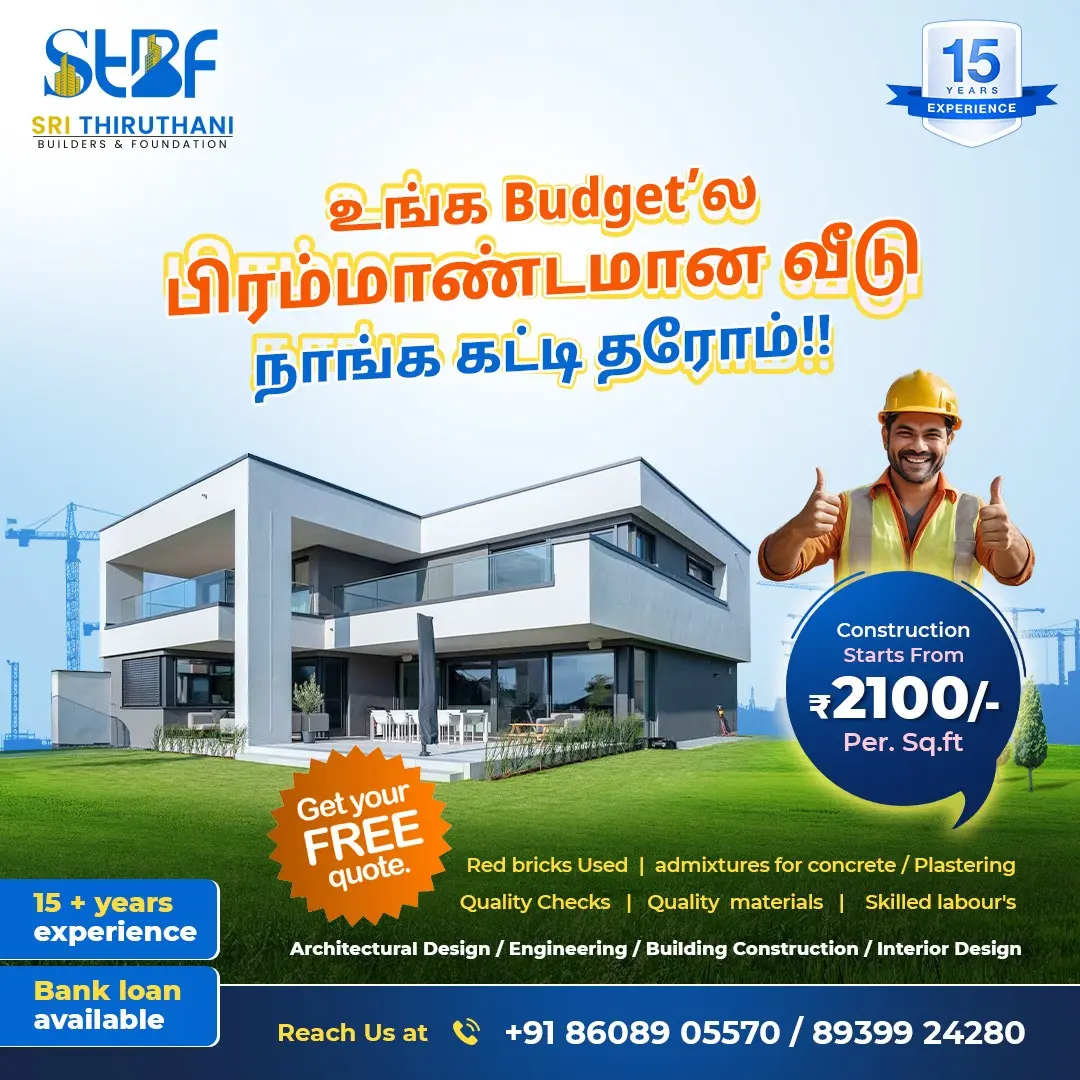 StBF
SRI THIRUTHANI
BUILDERS & FOUNDATION
15
YEARS
EXPERIENCE
உங்க Budget'ல
பிரம்மாண்டமான வீடு
நாங்க கட்டி தரோம்!!
Construction
Starts From
₹2100/-
Per. Sq.ft
Get your
FREE
quote.
Red bricks Used | admixtures for concrete / Plastering
Quality Checks | Quality materials | Skilled labour's
Architectural Design / Engineering / Building Construction / Interior Design
15 + years
experience
Bank loan
available
Reach Us at +91 86089 05570 / 89399 24280